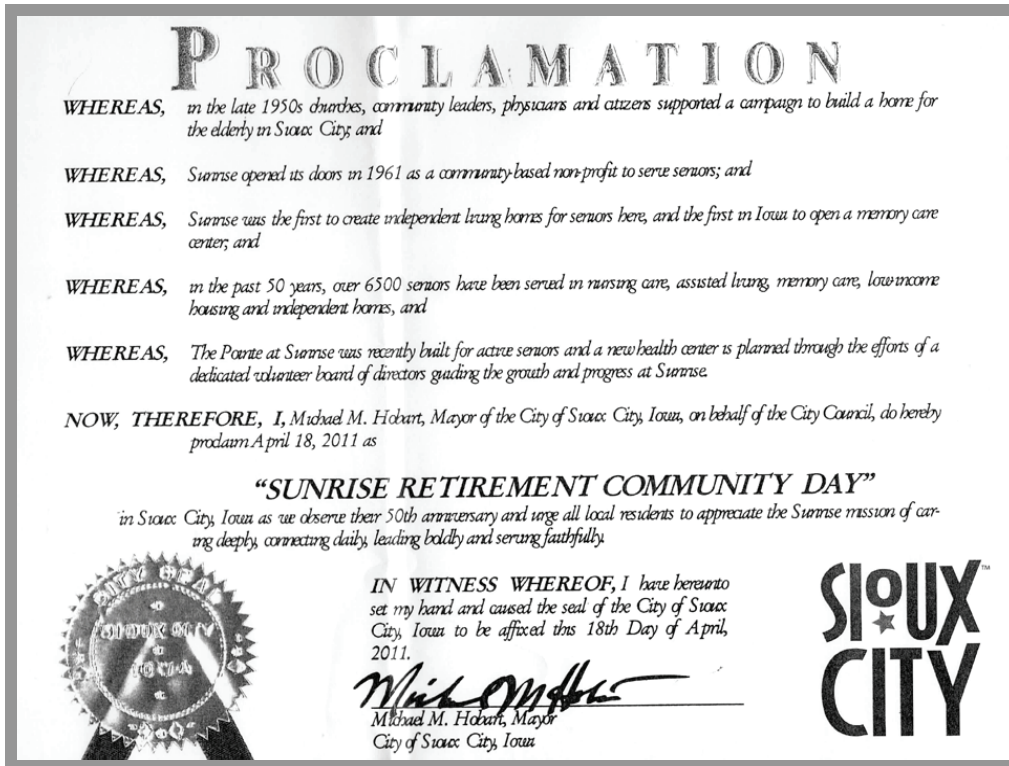 PROCLAMATION
WHEREAS, in the late 1950s churches, community leaders, physicians and citizens supported a campaign to build a home for
the elderly in Sioux City; and
WHEREAS, Sunrise opened its doors in 1961 as a community-based non-profit to serve seniors; and
WHEREAS, Sunrise was the first to create independent living homes for seniors here, and the first in Iowa to open a memory care
center; and
WHEREAS, in the past 50 years, over 6500 seniors have been served in nursing care, assisted living, memory care, low-income
housing and independent homes, and
WHEREAS, The Pointe at Sunrise was recently built for active seniors and a new health center is planned through the efforts of a
dedicated volunteer board of directors guiding the growth and progress at Sunrise.
NOW, THEREFORE, I, Michael M. Hobart, Mayor of the City of Sioux City, Iowa, on behalf of the City Council, do hereby
proclaim April 18, 2011 as
“SUNRISE RETIREMENT COMMUNITY DAY”
in Sioux City, Iowa as we observe their 50th anniversary and urge all local residents to appreciate the Sunrise mission of car-
ing deeply, connecting daily, leading boldly and serving faithfully.
IN WITNESS WHEREOF, I have hereunto
set my hand and caused the seal of the City of Sioux
City, Iowa to be affixed this 18th Day of April,
2011.
Michael M. Hobart, Mayor
City of Sioux City, Iowa
CITY OF
SIOUX CITY
IOWA
SIOUX™
CITY